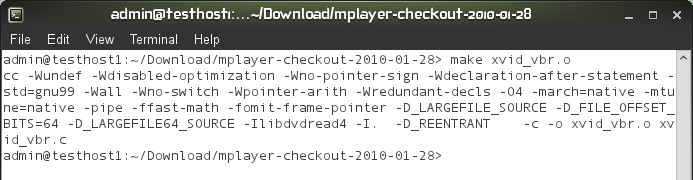 admin@testhost1:...~/Download/mplayer-checkout-2010-01-28
File Edit View Terminal Help
admin@testhost1:~/Download/mplayer-checkout-2010-01-28> make xvid_vbr.o
cc -Wundef -Wdisabled-optimization -Wno-pointer-sign -Wdeclaration-after-statement -
std=gnu99 -Wall -Wno-switch -Wpointer-arith -Wredundant-decls -O4 -march=native -mtu
ne=native -pipe -ffast-math -fomit-frame-pointer -D_LARGEFILE_SOURCE -D_FILE_OFFSET_
BITS=64 -D_LARGEFILE64_SOURCE -Ilibdvdread4 -I.  -D_REENTRANT    -c -o xvid_vbr.o xv
id_vbr.c
admin@testhost1:~/Download/mplayer-checkout-2010-01-28>